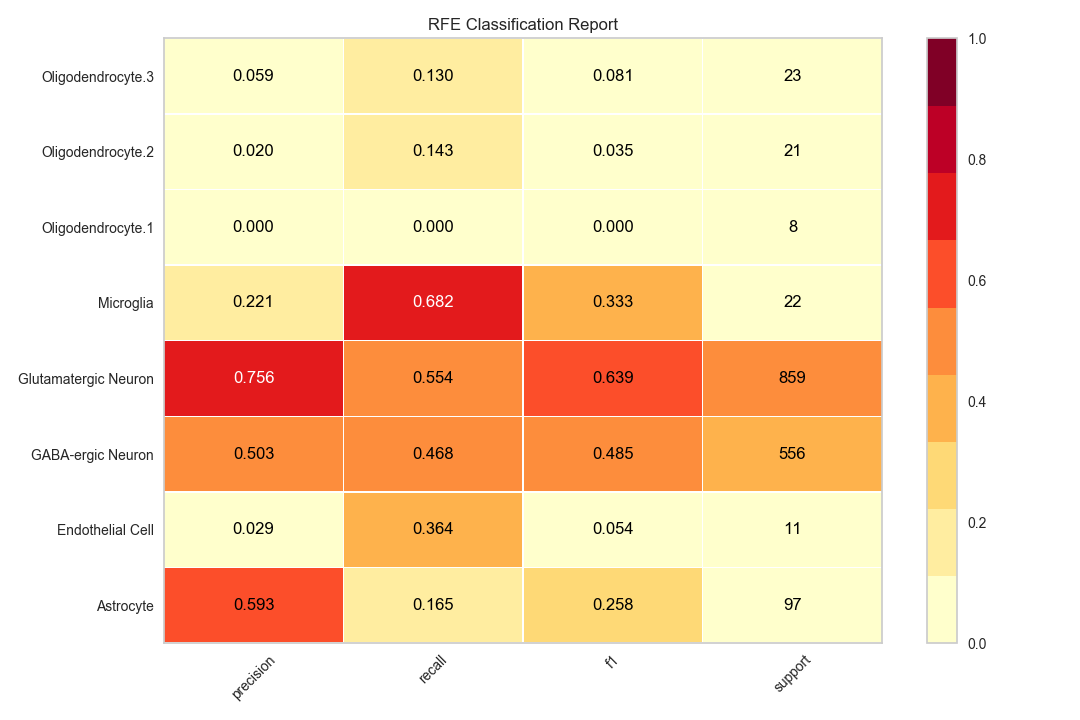 RFE Classification Report
Oligodendrocyte.3 0.059 0.130 0.081 23
Oligodendrocyte.2 0.020 0.143 0.035 21
Oligodendrocyte.1 0.000 0.000 0.000 8
Microglia 0.221 0.682 0.333 22
Glutamatergic Neuron 0.756 0.554 0.639 859
GABA-ergic Neuron 0.503 0.468 0.485 556
Endothelial Cell 0.029 0.364 0.054 11
Astrocyte 0.593 0.165 0.258 97
precision recall f1 support
1.0
0.8
0.6
0.4
0.2
0.0